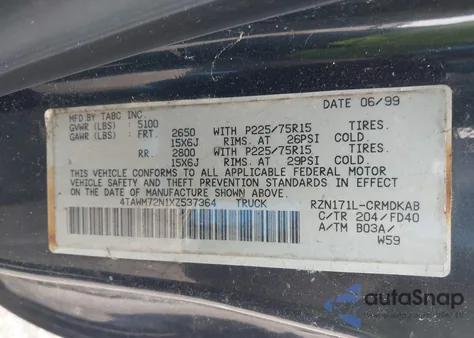 MFD BY TABC INC. DATE 06/99
GVWR (LBS) : 5100
GAWR (LBS) : FRT. 2650 WITH P225/75R15 TIRES.
15X6J RIMS. AT 26PSI COLD.
RR. 2800 WITH P225/75R15 TIRES.
15X6J RIMS. AT 29PSI COLD.
THIS VEHICLE CONFORMS TO ALL APPLICABLE FEDERAL MOTOR
VEHICLE SAFETY AND THEFT PREVENTION STANDARDS IN EFFECT
ON THE DATE OF MANUFACTURE SHOWN ABOVE.
4TAWM72N1XZ537364 TRUCK RZN171L-CRMDKAB
C/TR 204/FD40
A/TM B03A/
W59
autoSnap